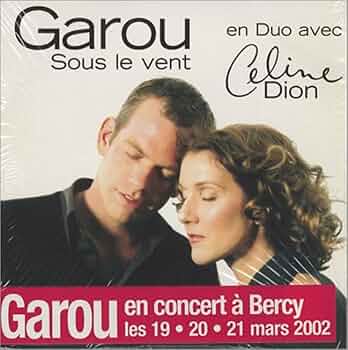 Garou
Sous le vent
en Duo avec
Celine
Dion
Garou
en concert à Bercy
les 19 • 20 • 21 mars 2002